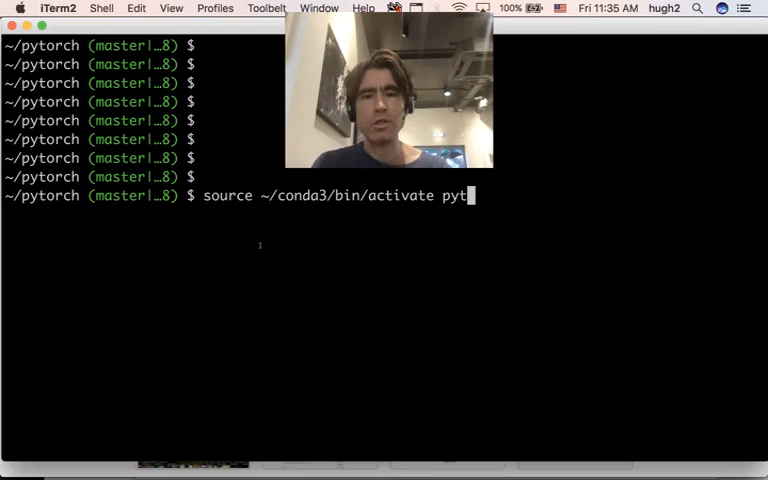 iTerm2 Shell Edit View Profiles Toolbelt Window Help 100% Fri 11:35 AM hugh2
~/pytorch (master|…8) $
~/pytorch (master|…8) $
~/pytorch (master|…8) $
~/pytorch (master|…8) $
~/pytorch (master|…8) $
~/pytorch (master|…8) $
~/pytorch (master|…8) $
~/pytorch (master|…8) $
~/pytorch (master|…8) $ source ~/conda3/bin/activate pyt